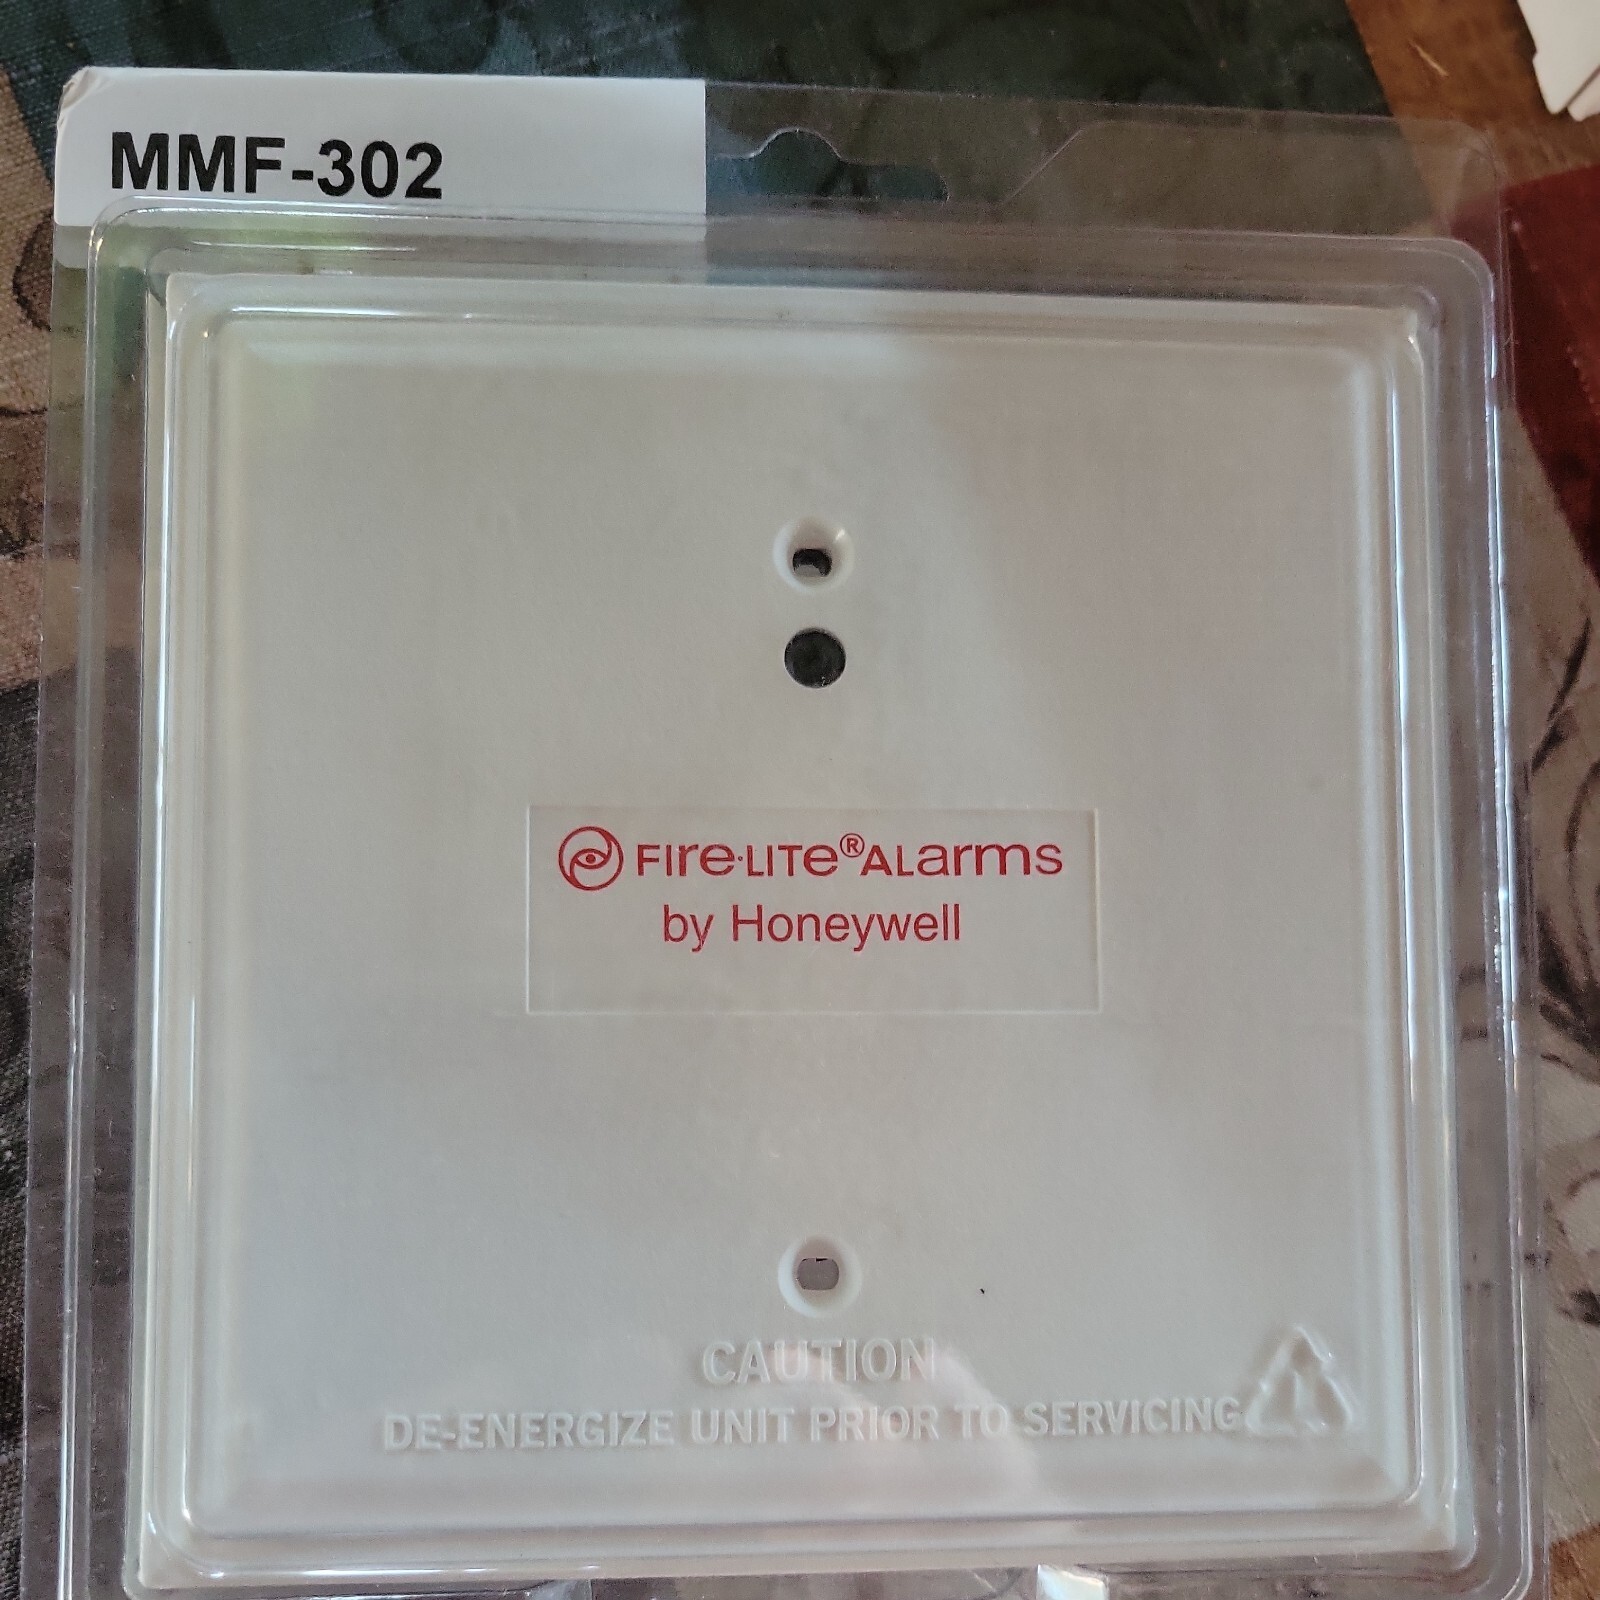 MMF-302
FIRE·LITE®ALARMS
by Honeywell
CAUTION
DE-ENERGIZE UNIT PRIOR TO SERVICING